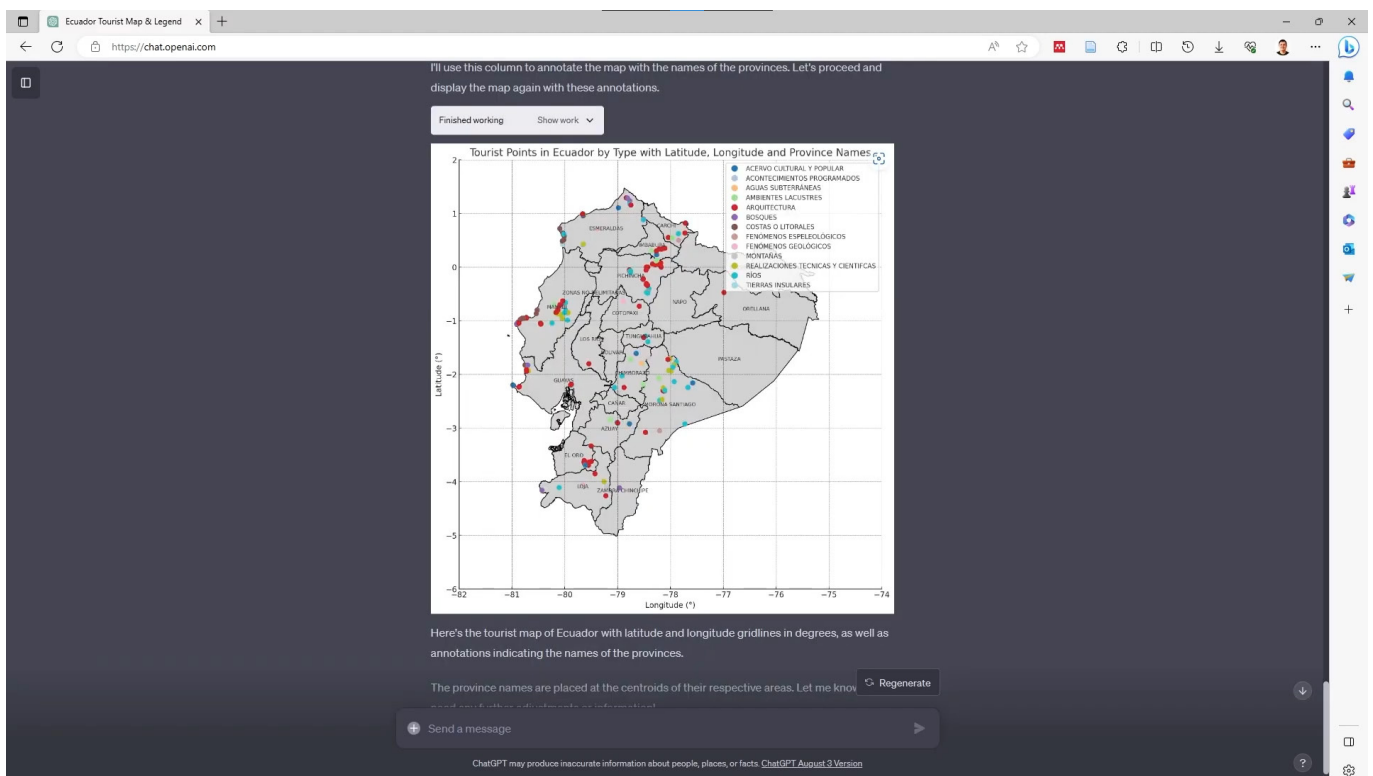 Ecuador Tourist Map & Legend
https://chat.openai.com
I'll use this column to annotate the map with the names of the provinces. Let's proceed and
display the map again with these annotations.
Finished working Show work
Tourist Points in Ecuador by Type with Latitude, Longitude and Province Names
ACERVO CULTURAL Y POPULAR
ACONTECIMIENTOS PROGRAMADOS
AGUAS SUBTERRÁNEAS
AMBIENTES LACUSTRES
ARQUITECTURA
BOSQUES
COSTAS O LITORALES
FENÓMENOS ESPELEOLÓGICOS
FENÓMENOS GEOLÓGICOS
MONTAÑAS
REALIZACIONES TECNICAS Y CIENTIFCAS
RÍOS
TIERRAS INSULARES
2
1
0
−1
−2
−3
−4
−5
−6
Latitude (°)
ESMERALDAS
CARCHI
NAPO
ORELLANA
COTOPAXI
PASTAZA
GUAYAS
CAÑAR
MORONA SANTIAGO
AZUAY
EL ORO
−82 −81 −80 −79 −78 −77 −76 −75 −74
Longitude (°)
Here's the tourist map of Ecuador with latitude and longitude gridlines in degrees, as well as
annotations indicating the names of the provinces.
The province names are placed at the centroids of their respective areas. Let me know
Regenerate
Send a message
ChatGPT may produce inaccurate information about people, places, or facts. ChatGPT August 3 Version